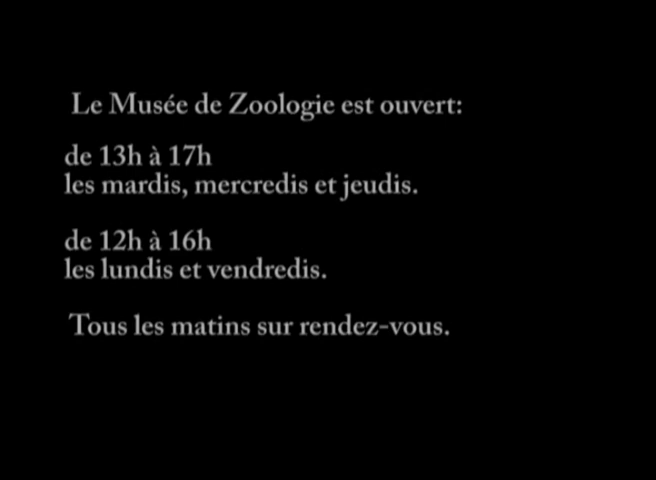 Le Musée de Zoologie est ouvert:
de 13h à 17h
les mardis, mercredis et jeudis.
de 12h à 16h
les lundis et vendredis.
Tous les matins sur rendez-vous.